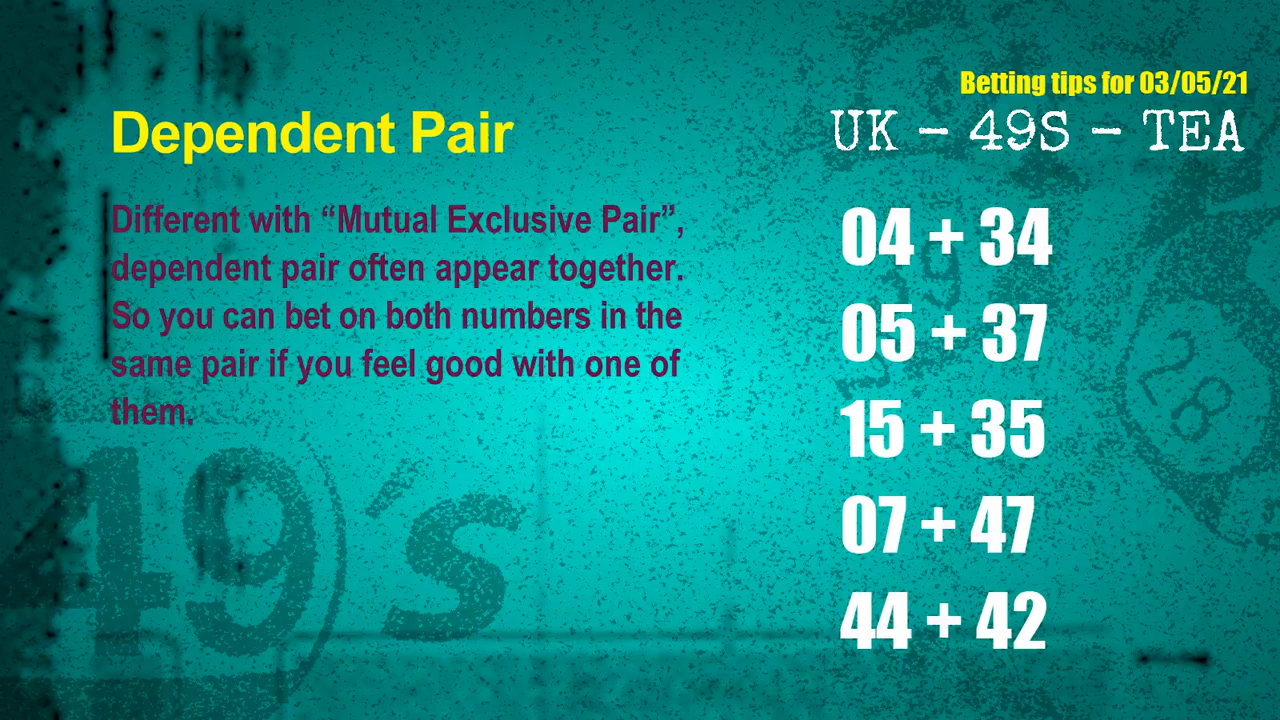 Betting tips for 03/05/21
Dependent Pair
UK - 49S - TEA
Different with “Mutual Exclusive Pair”,
dependent pair often appear together.
So you can bet on both numbers in the
same pair if you feel good with one of
them.
04 + 34
05 + 37
15 + 35
07 + 47
44 + 42
49's
39
28